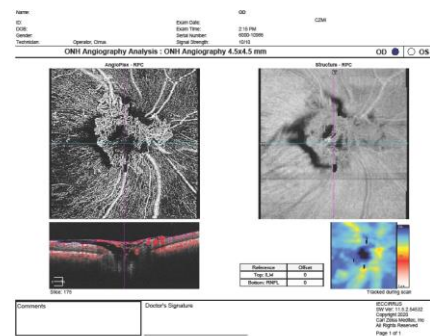 Name: OD
ID: Exam Date: CZMI
DOB: Exam Time: 2:15 PM
Gender: Serial Number:
Technician: Operator, Cirrus Signal Strength: 10/10
ONH Angiography Analysis : ONH Angiography 4.5x4.5 mm OD OS
AngioPlex - RPC
Structure - RPC
Reference Offset
Top: ILM 0
Bottom: RNFL 0
Slice: 175
Tracked during scan
Comments
Doctor's Signature
Copyright 2020
Carl Zeiss Meditec, Inc
All Rights Reserved
Page 1 of 1